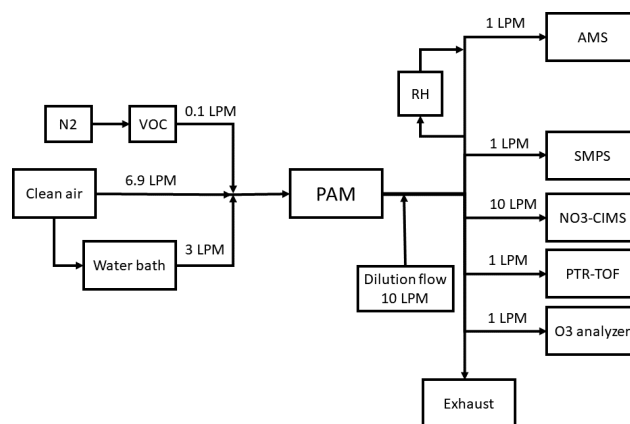 1 LPM
AMS
RH
0.1 LPM
N2
VOC
1 LPM
SMPS
6.9 LPM
Clean air
PAM
10 LPM
NO3-CIMS
3 LPM
Water bath
1 LPM
PTR-TOF
Dilution flow
10 LPM
1 LPM
O3 analyzer
Exhaust